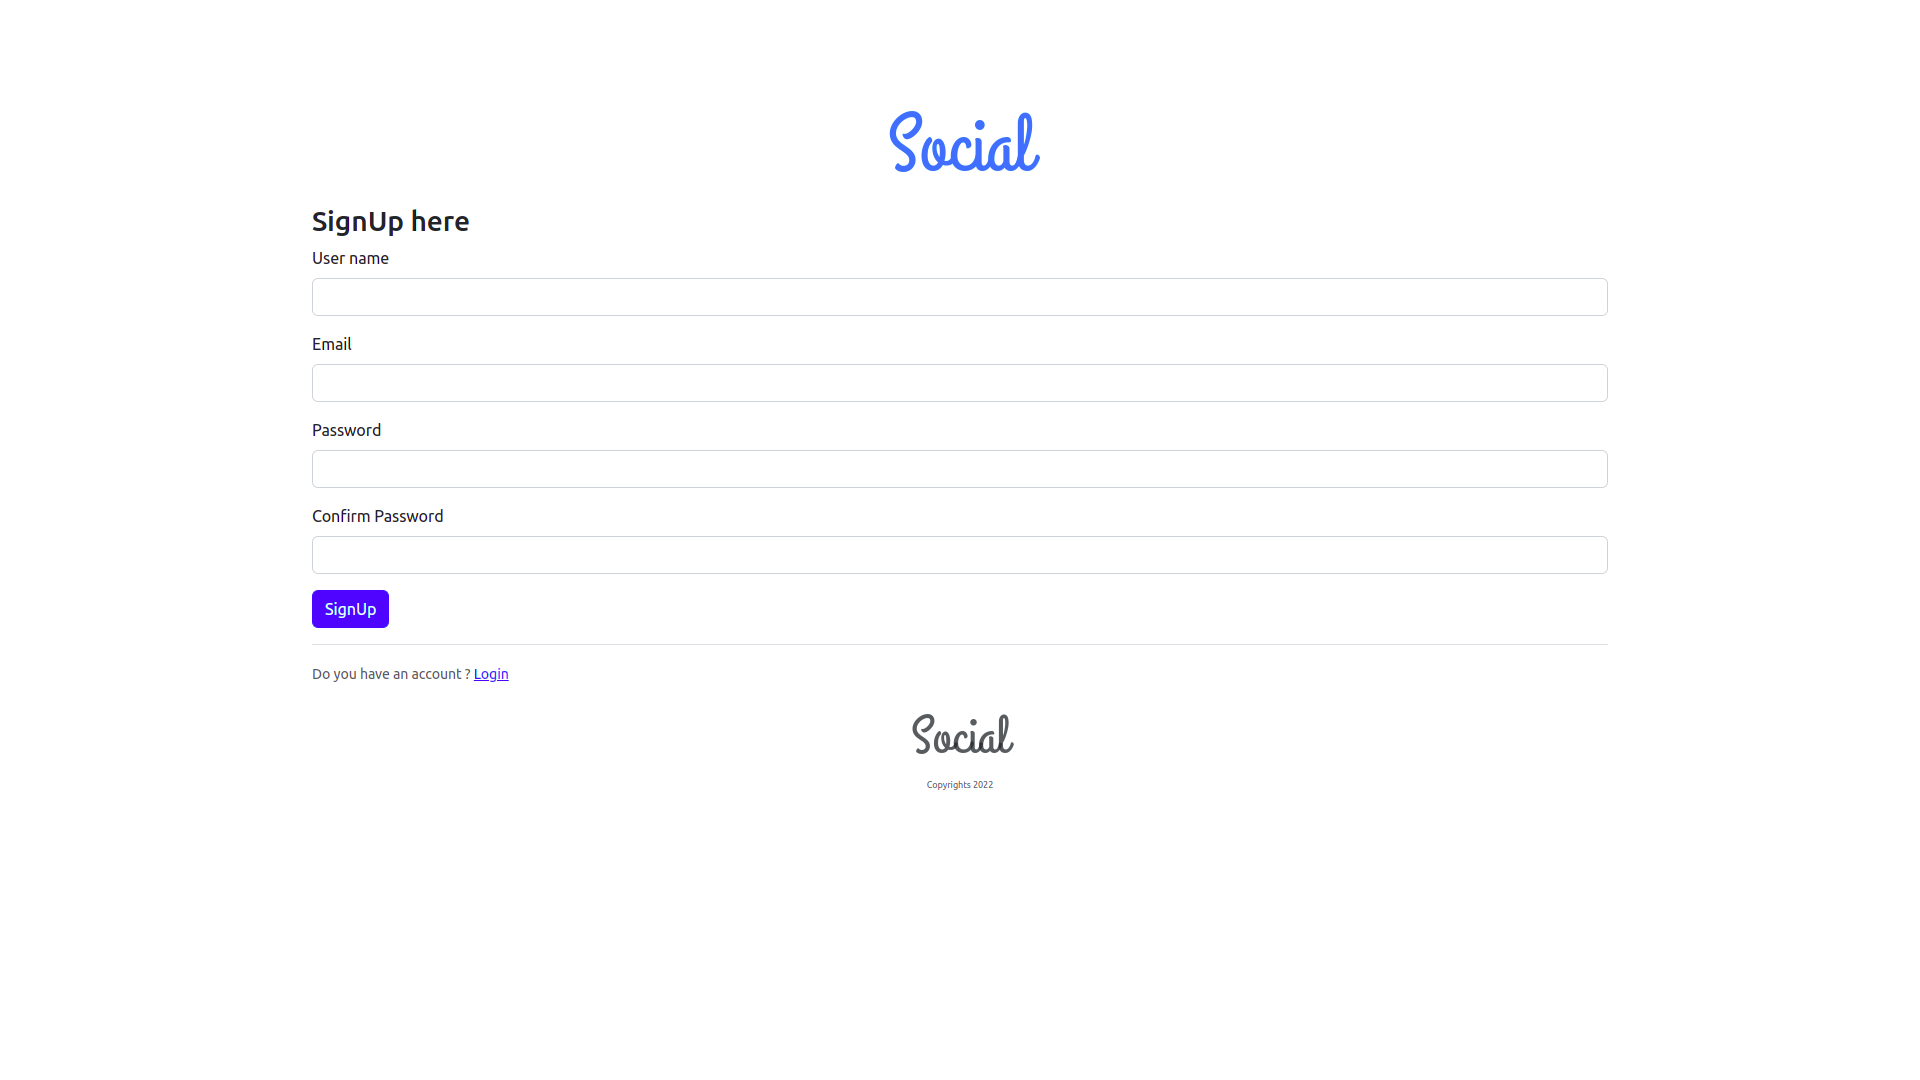 Social
SignUp here
User name
Email
Password
Confirm Password
SignUp
Do you have an account ? Login
Social
Copyrights 2022